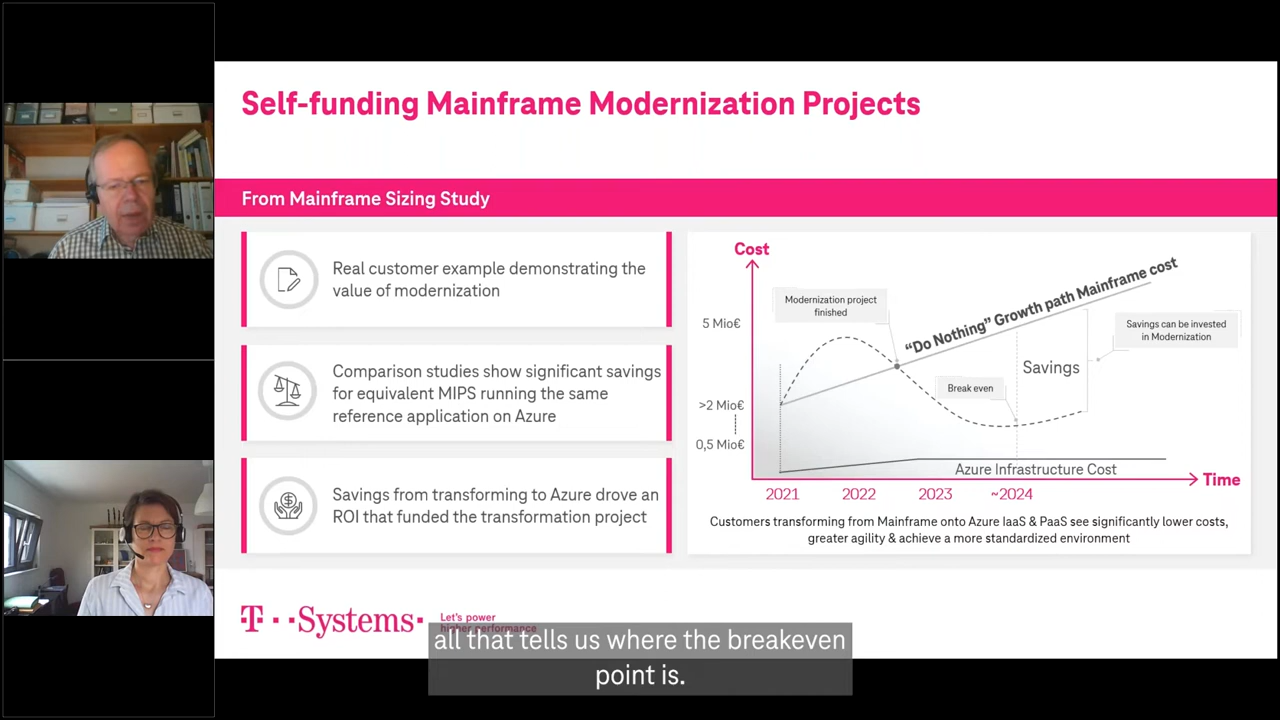 Self-funding Mainframe Modernization Projects
From Mainframe Sizing Study
Real customer example demonstrating the
value of modernization
Comparison studies show significant savings
for equivalent MIPS running the same
reference application on Azure
Savings from transforming to Azure drove an
ROI that funded the transformation project
Cost
5 Mio€
>2 Mio€
0,5 Mio€
Modernization project
finished
“Do Nothing” Growth path Mainframe cost
Savings can be invested
in Modernization
Savings
Break even
Azure Infrastructure Cost
Time
2021
2022
2023
~2024
Customers transforming from Mainframe onto Azure IaaS & PaaS see significantly lower costs,
greater agility & achieve a more standardized environment
T··Systems·
Let's power
higher performance
all that tells us where the breakeven
point is.